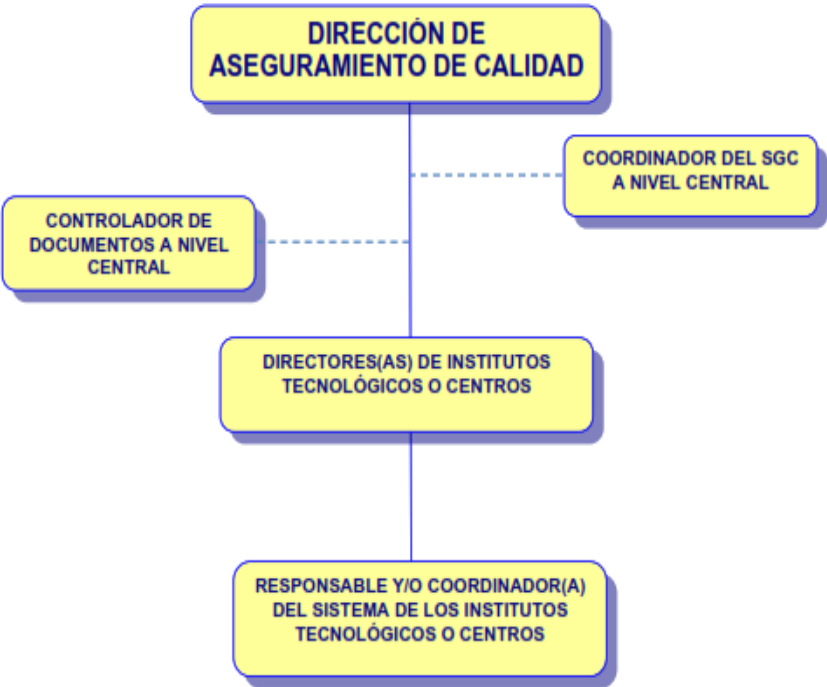 DIRECCIÓN DE
ASEGURAMIENTO DE CALIDAD
COORDINADOR DEL SGC
A NIVEL CENTRAL
CONTROLADOR DE
DOCUMENTOS A NIVEL
CENTRAL
DIRECTORES(AS) DE INSTITUTOS
TECNOLÓGICOS O CENTROS
RESPONSABLE Y/O COORDINADOR(A)
DEL SISTEMA DE LOS INSTITUTOS
TECNOLÓGICOS O CENTROS